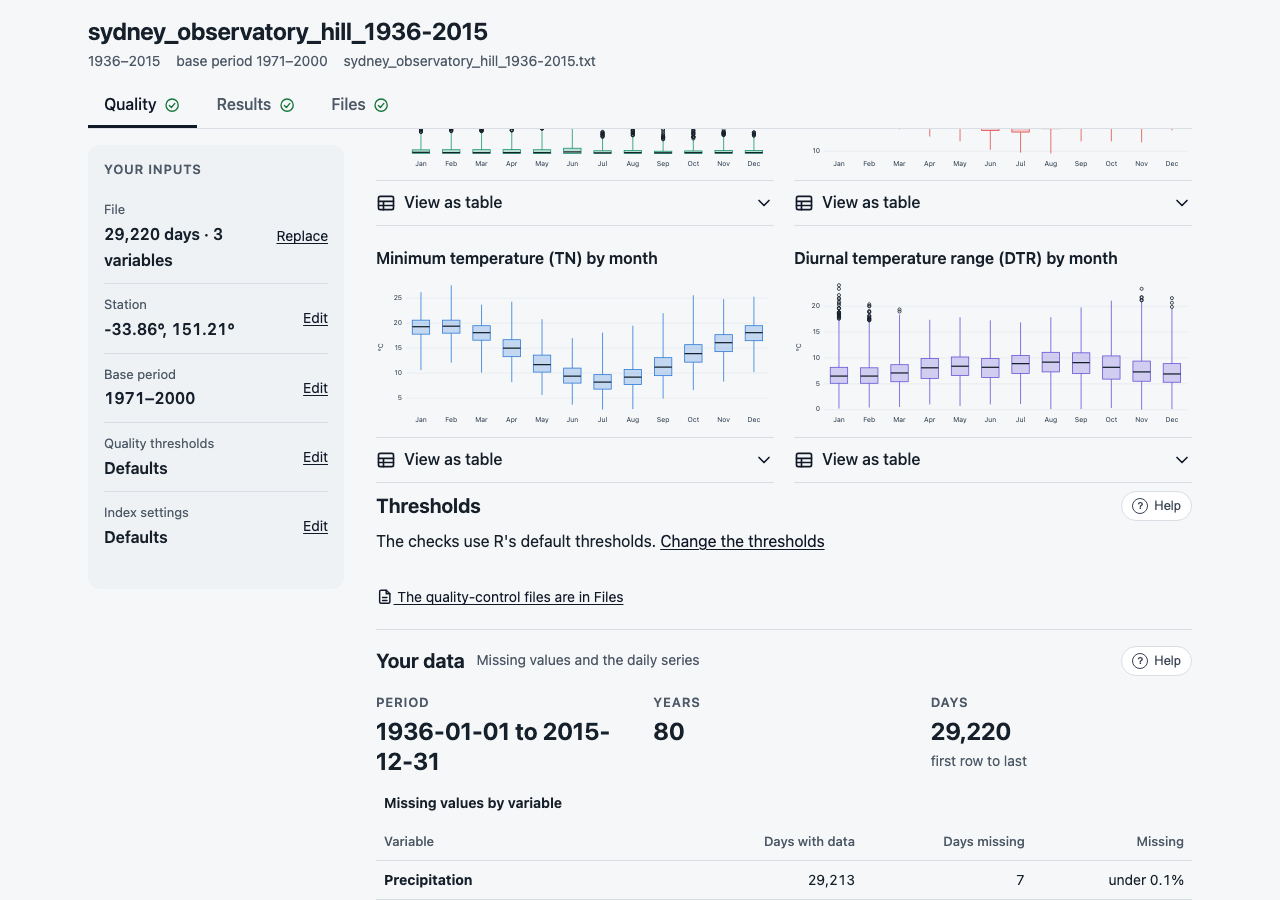 sydney_observatory_hill_1936-2015
1936–2015 base period 1971–2000 sydney_observatory_hill_1936-2015.txt
Quality Results Files
YOUR INPUTS
File
29,220 days · 3 variables
Replace
Station
-33.86°, 151.21°
Edit
Base period
1971–2000
Edit
Quality thresholds
Defaults
Edit
Index settings
Defaults
Edit
Jan Feb Mar Apr May Jun Jul Aug Sep Oct Nov Dec
10
Jan Feb Mar Apr May Jun Jul Aug Sep Oct Nov Dec
View as table
View as table
Minimum temperature (TN) by month
25
20
15
10
5
°C
Jan Feb Mar Apr May Jun Jul Aug Sep Oct Nov Dec
Diurnal temperature range (DTR) by month
20
15
10
5
0
°C
Jan Feb Mar Apr May Jun Jul Aug Sep Oct Nov Dec
View as table
View as table
Thresholds
? Help
The checks use R's default thresholds. Change the thresholds
The quality-control files are in Files
Your data Missing values and the daily series
? Help
PERIOD
1936-01-01 to 2015-
12-31
YEARS
80
DAYS
29,220
first row to last
Missing values by variable
Variable Days with data Days missing Missing
Precipitation 29,213 7 under 0.1%